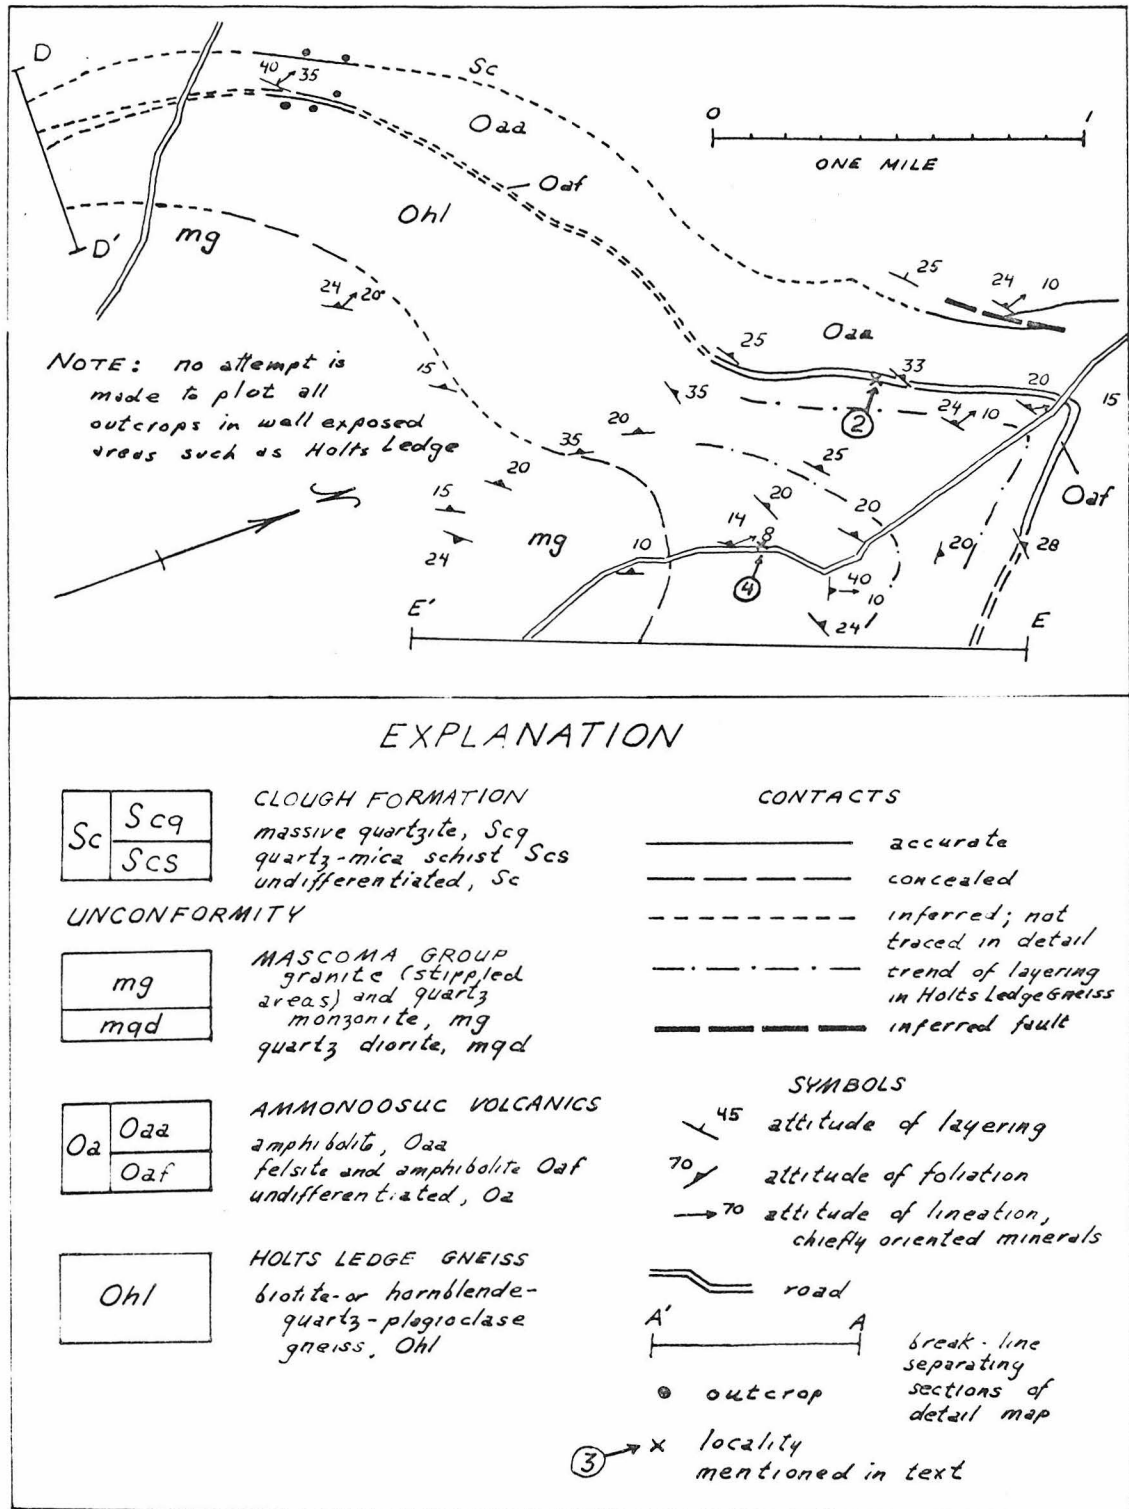 D
40
35
Sc
Oaa
0
1
ONE MILE
Oaf
Ohl
D'
mg
24
20°
25
24
10
Oaa
NOTE: no attempt is
made to plot all
outcrops in well exposed
areas such as Holts Ledge
15
25
33
20
15
35
24
10
2
20
35
25
20
15
20
20
Oaf
N
14
8
20
28
24
mg
10
4
40
10
E'
24
E
EXPLANATION
Sc
Scq
Scs
CLOUGH FORMATION
massive quartzite, Scq
quartz-mica schist Scs
undifferentiated, Sc
UNCONFORMITY
mg
mqd
MASCOMA GROUP
granite (stippled
areas) and quartz
monzonite, mg
quartz diorite, mqd
Oa
Oaa
Oaf
AMMONOOSUC VOLCANICS
amphibolite, Oaa
felsite and amphibolite Oaf
undifferentiated, Oa
Ohl
HOLTS LEDGE GNEISS
biotite- or hornblende-
quartz-plagioclase
gneiss, Ohl
CONTACTS
accurate
concealed
inferred; not
traced in detail
trend of layering
in Holts Ledge Gneiss
inferred fault
SYMBOLS
45
attitude of layering
70
attitude of foliation
70
attitude of lineation,
chiefly oriented minerals
road
A'
A
break-line
separating
sections of
detail map
outcrop
3
x
locality
mentioned in text